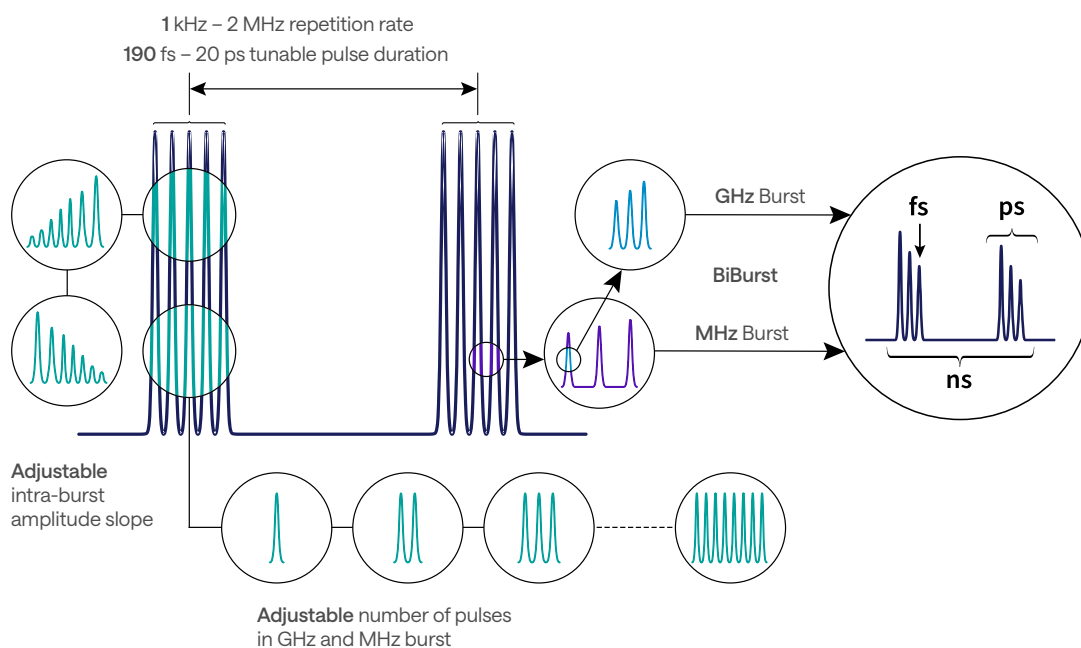 1 kHz – 2 MHz repetition rate
190 fs – 20 ps tunable pulse duration
GHz Burst
fs
ps
BiBurst
MHz Burst
ns
Adjustable
intra-burst
amplitude slope
Adjustable number of pulses
in GHz and MHz burst